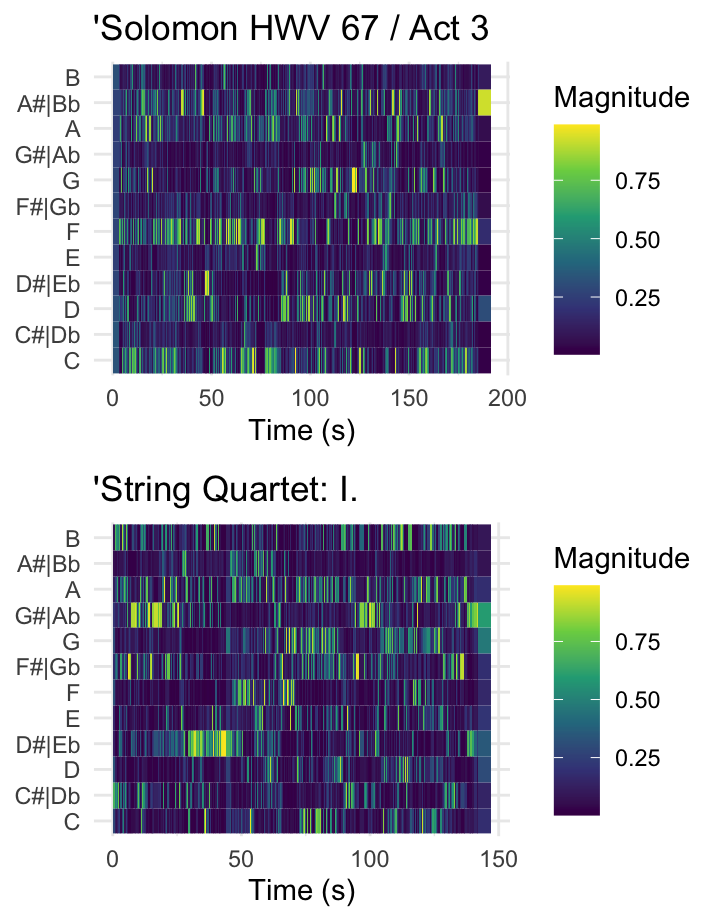 'Solomon HWV 67 / Act 3
B
A#|Bb
A
G#|Ab
G
F#|Gb
F
E
D#|Eb
D
C#|Db
C
0 50 100 150 200
Time (s)
Magnitude
0.75
0.50
0.25
'String Quartet: I.
B
A#|Bb
A
G#|Ab
G
F#|Gb
F
E
D#|Eb
D
C#|Db
C
0 50 100 150
Time (s)
Magnitude
0.75
0.50
0.25